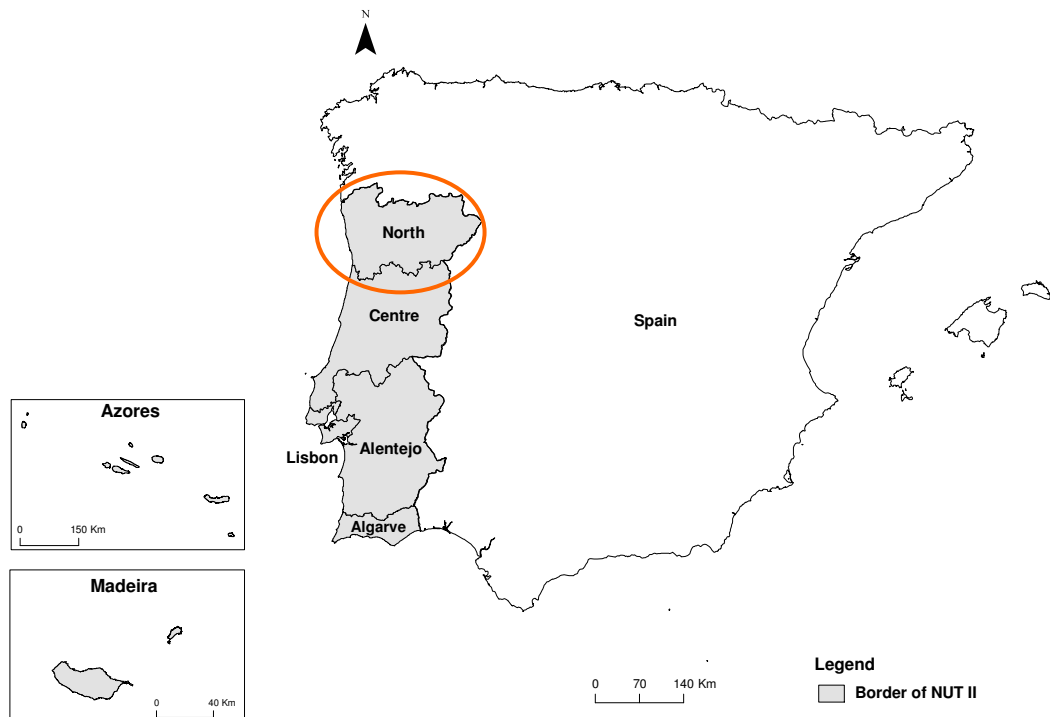 N
North
Centre
Spain
Azores
Lisbon
Alentejo
0 150 Km
Algarve
Madeira
0 40 Km
0 70 140 Km
Legend
Border of NUT II